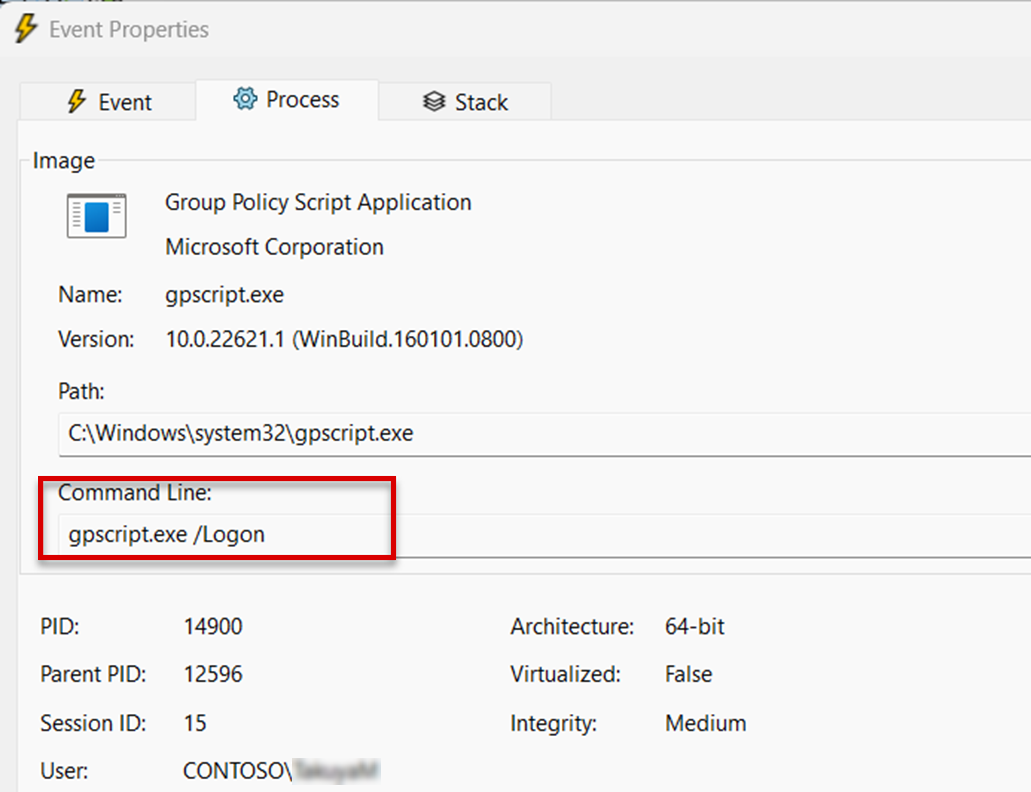 Event Properties
Event
Process
Stack
Image
Group Policy Script Application
Microsoft Corporation
Name: gpscript.exe
Version: 10.0.22621.1 (WinBuild.160101.0800)
Path:
C:\Windows\system32\gpscript.exe
Command Line:
gpscript.exe /Logon
PID: 14900 Architecture: 64-bit
Parent PID: 12596 Virtualized: False
Session ID: 15 Integrity: Medium
User: CONTOSO\